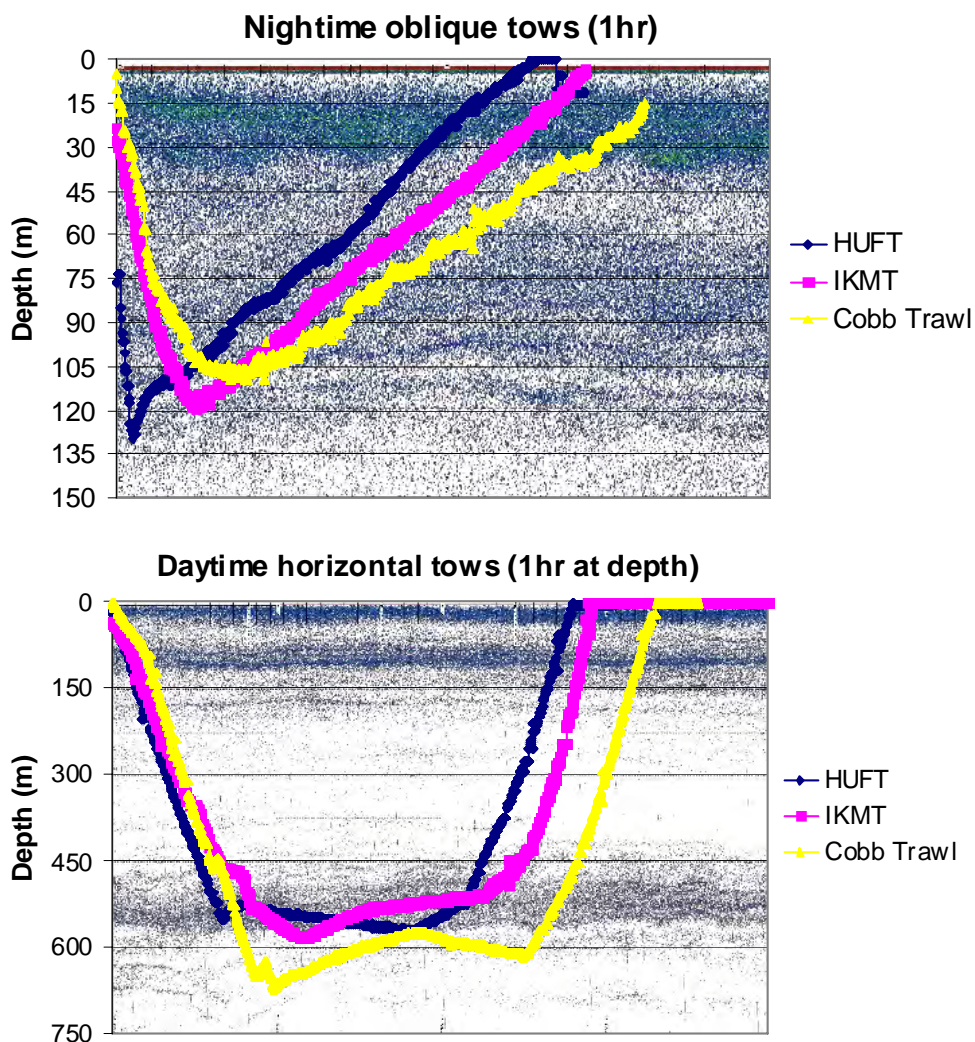 Nightime oblique tows (1hr)
0
15
30
45
60
75
90
105
120
135
150
Depth (m)
HUFT
IKMT
Cobb Trawl
Daytime horizontal tows (1hr at depth)
0
150
300
450
600
750
Depth (m)
HUFT
IKMT
Cobb Trawl